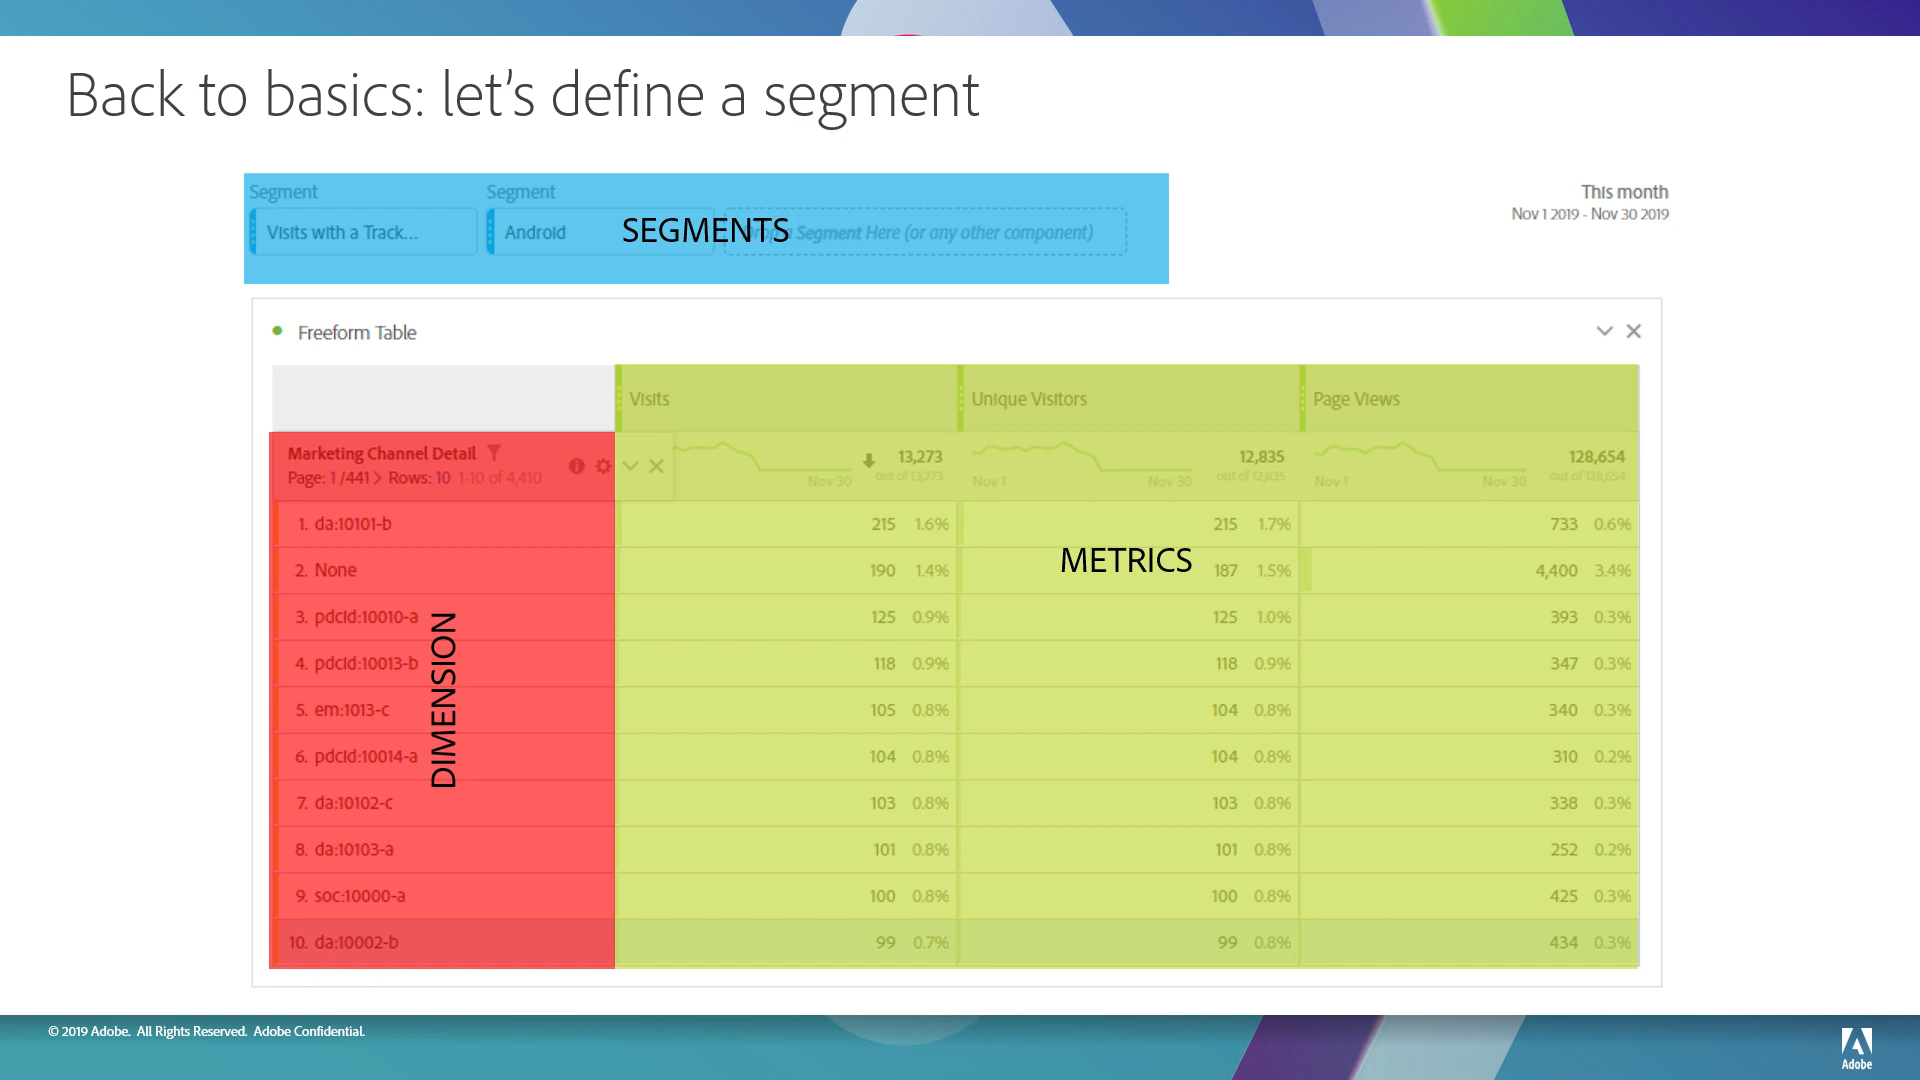 Back to basics: let's define a segment
Segment Segment
Visits with a Track... Android SEGMENTS Segment Here (or any other component)
This month
Nov 1 2019 - Nov 30 2019
Freeform Table
Visits Unique Visitors Page Views
Marketing Channel Detail
Page: 1 /441 > Rows: 10 1-10 of 4,410
Nov 30 13,273 out of 13,273
Nov 1 Nov 30 12,835 out of 12,835
Nov 1 Nov 30 128,654 out of 128,654
1. da:10101-b 215 1.6% 215 1.7% 733 0.6%
2. None 190 1.4% 187 1.5% 4,400 3.4%
METRICS
3. pdcid:10010-a 125 0.9% 125 1.0% 393 0.3%
4. pdcid:10013-b 118 0.9% 118 0.9% 347 0.3%
5. em:1013-c 105 0.8% 104 0.8% 340 0.3%
DIMENSION
6. pdcid:10014-a 104 0.8% 104 0.8% 310 0.2%
7. da:10102-c 103 0.8% 103 0.8% 338 0.3%
8. da:10103-a 101 0.8% 101 0.8% 252 0.2%
9. soc:10000-a 100 0.8% 100 0.8% 425 0.3%
10. da:10002-b 99 0.7% 99 0.8% 434 0.3%
© 2019 Adobe. All Rights Reserved. Adobe Confidential.
Adobe